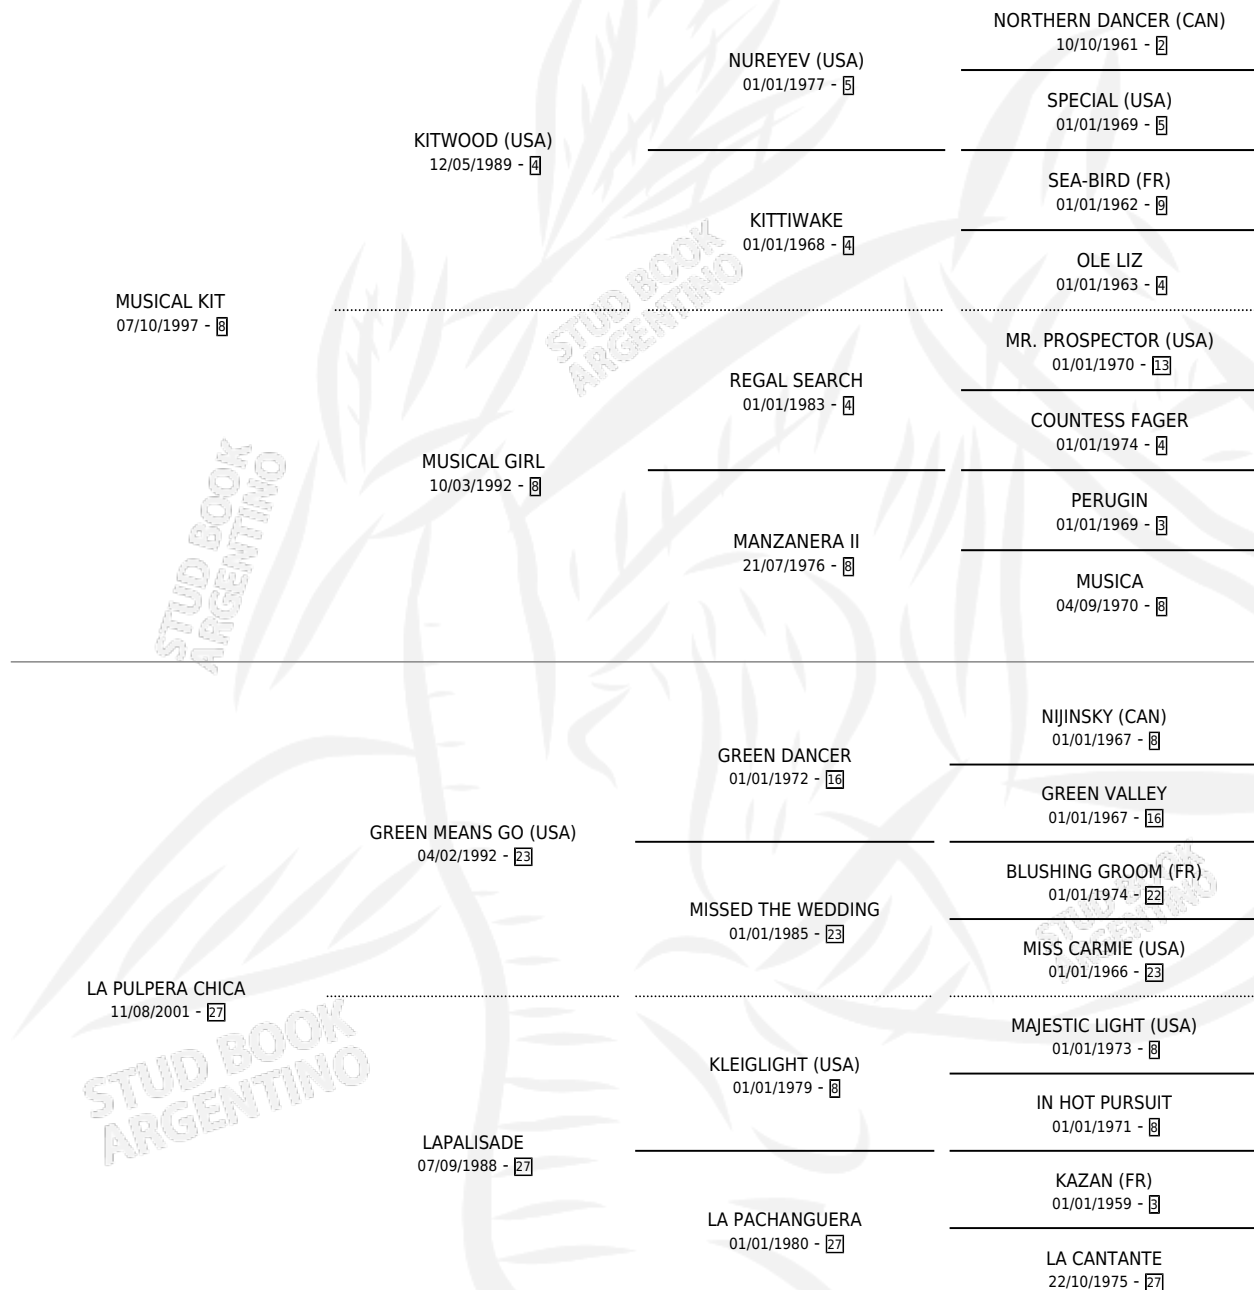 NORTHERN DANCER (CAN)
10/10/1961 - 2
NUREYEV (USA)
01/01/1977 - 5
SPECIAL (USA)
01/01/1969 - 5
KITWOOD (USA)
12/05/1989 - 4
SEA-BIRD (FR)
01/01/1962 - 9
KITTIWAKE
01/01/1968 - 4
OLE LIZ
01/01/1963 - 4
MUSICAL KIT
07/10/1997 - 8
STUD BOOK
ARGENTINO
MR. PROSPECTOR (USA)
01/01/1970 - 13
REGAL SEARCH
01/01/1983 - 4
COUNTESS FAGER
01/01/1974 - 4
MUSICAL GIRL
10/03/1992 - 8
PERUGIN
01/01/1969 - 3
MANZANERA II
21/07/1976 - 8
MUSICA
04/09/1970 - 8
STUD BOOK
ARGENTINO
NIJINSKY (CAN)
01/01/1967 - 8
GREEN DANCER
01/01/1972 - 16
GREEN VALLEY
01/01/1967 - 16
GREEN MEANS GO (USA)
04/02/1992 - 23
BLUSHING GROOM (FR)
01/01/1974 - 22
MISSED THE WEDDING
01/01/1985 - 23
STUD BOOK
ARGENTINO
MISS CARMIE (USA)
01/01/1966 - 23
LA PULPERA CHICA
11/08/2001 - 27
MAJESTIC LIGHT (USA)
01/01/1973 - 8
KLEIGLIGHT (USA)
01/01/1979 - 8
STUD BOOK
ARGENTINO
IN HOT PURSUIT
01/01/1971 - 8
LAPALISADE
07/09/1988 - 27
KAZAN (FR)
01/01/1959 - 3
LA PACHANGUERA
01/01/1980 - 27
LA CANTANTE
22/10/1975 - 27